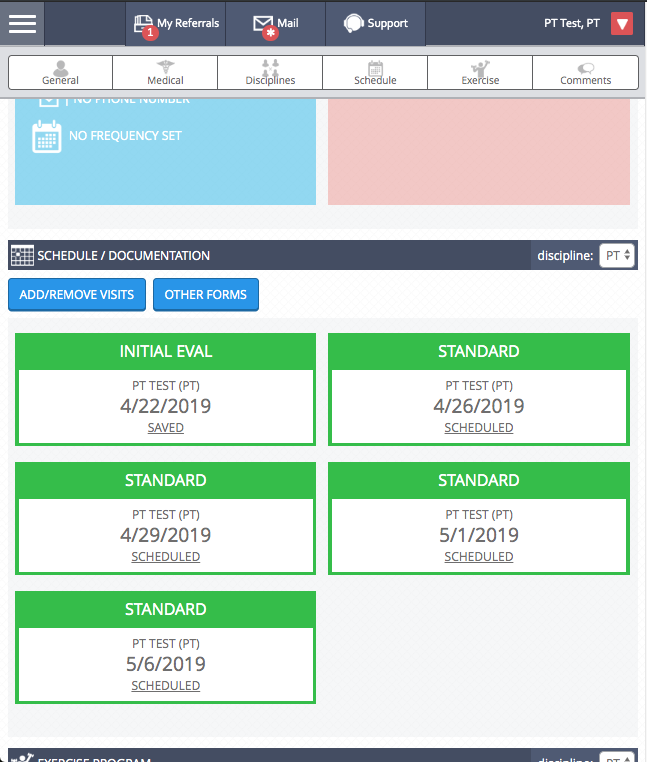 My Referrals
1
Mail
Support
PT Test, PT
General
Medical
Disciplines
Schedule
Exercise
Comments
NO PHONE NUMBER
NO FREQUENCY SET
SCHEDULE / DOCUMENTATION
discipline: PT
ADD/REMOVE VISITS
OTHER FORMS
INITIAL EVAL
PT TEST (PT)
4/22/2019
SAVED
STANDARD
PT TEST (PT)
4/26/2019
SCHEDULED
STANDARD
PT TEST (PT)
4/29/2019
SCHEDULED
STANDARD
PT TEST (PT)
5/1/2019
SCHEDULED
STANDARD
PT TEST (PT)
5/6/2019
SCHEDULED
EXERCISE PROGRAM
discipline: PT